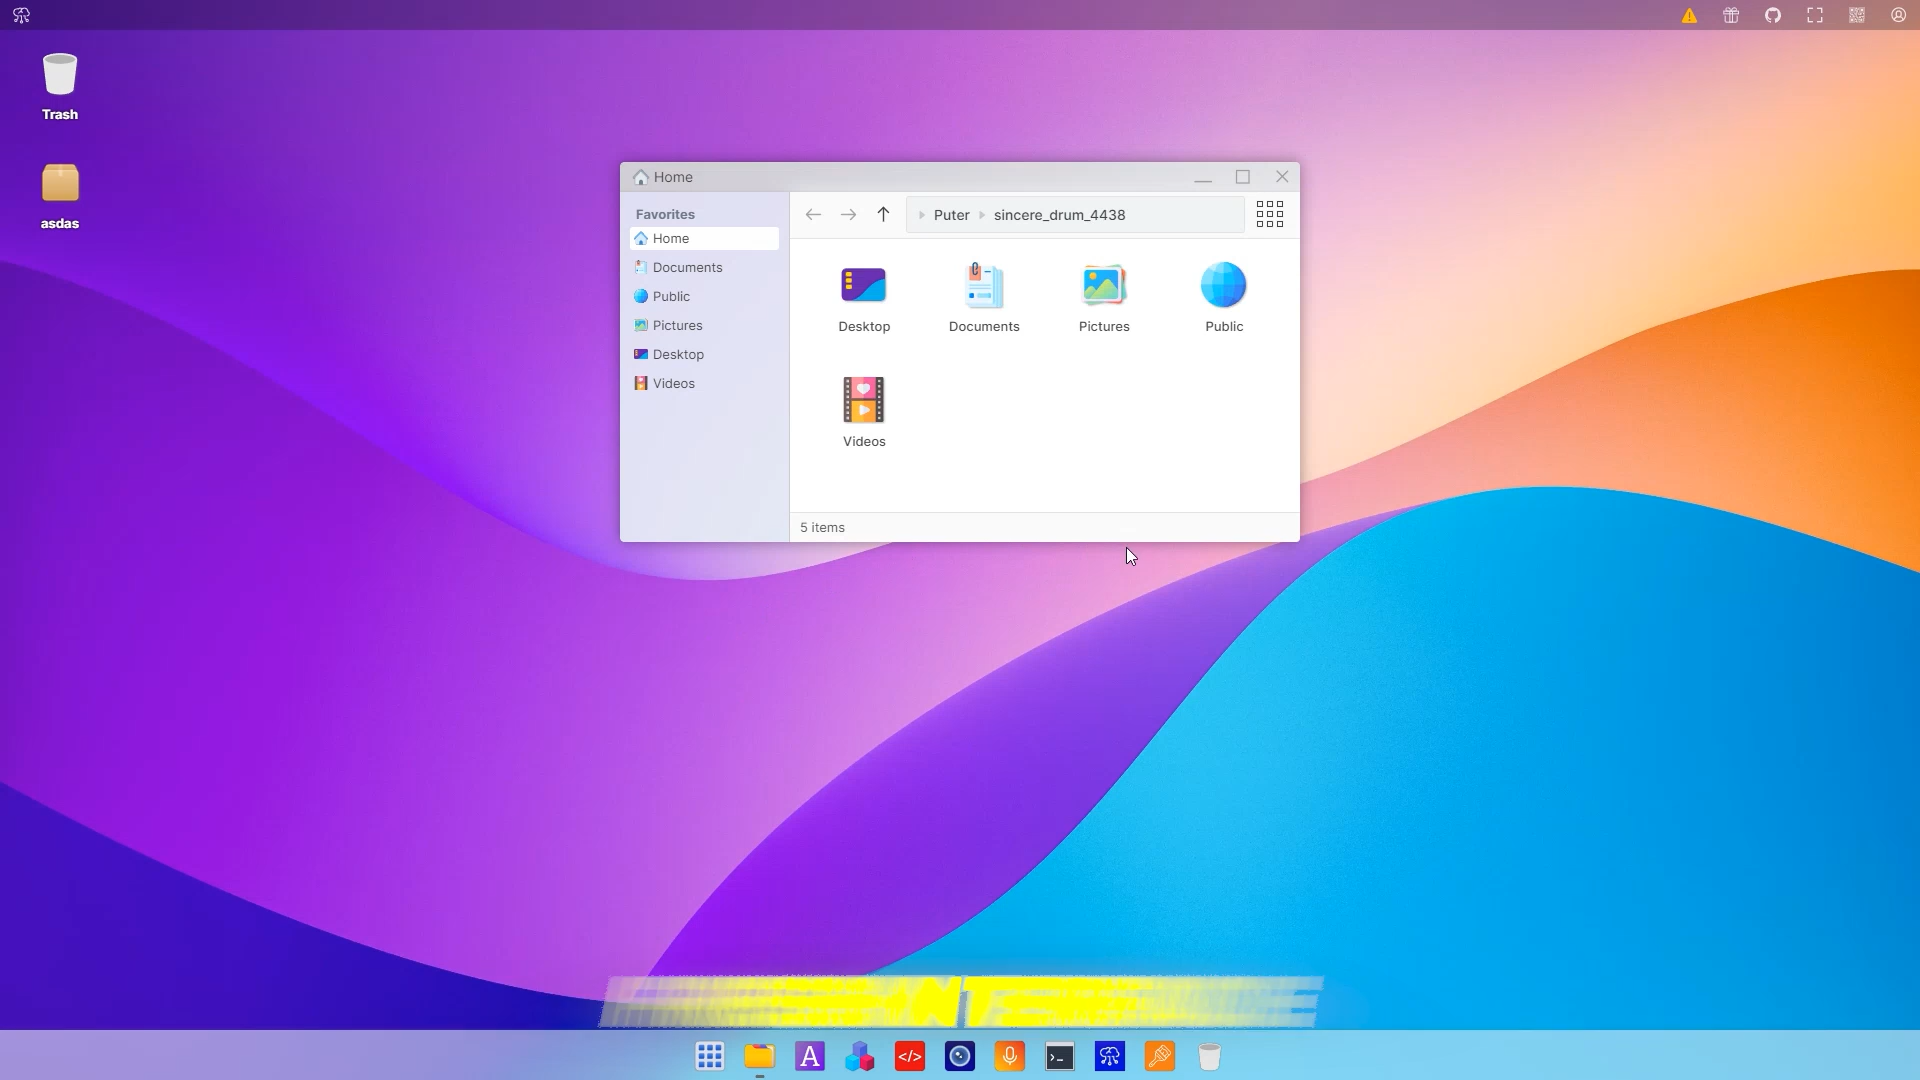 Trash
asdas
Home
Favorites
Home
Documents
Public
Pictures
Desktop
Videos
Puter sincere_drum_4438
Desktop Documents Pictures Public
Videos
5 items